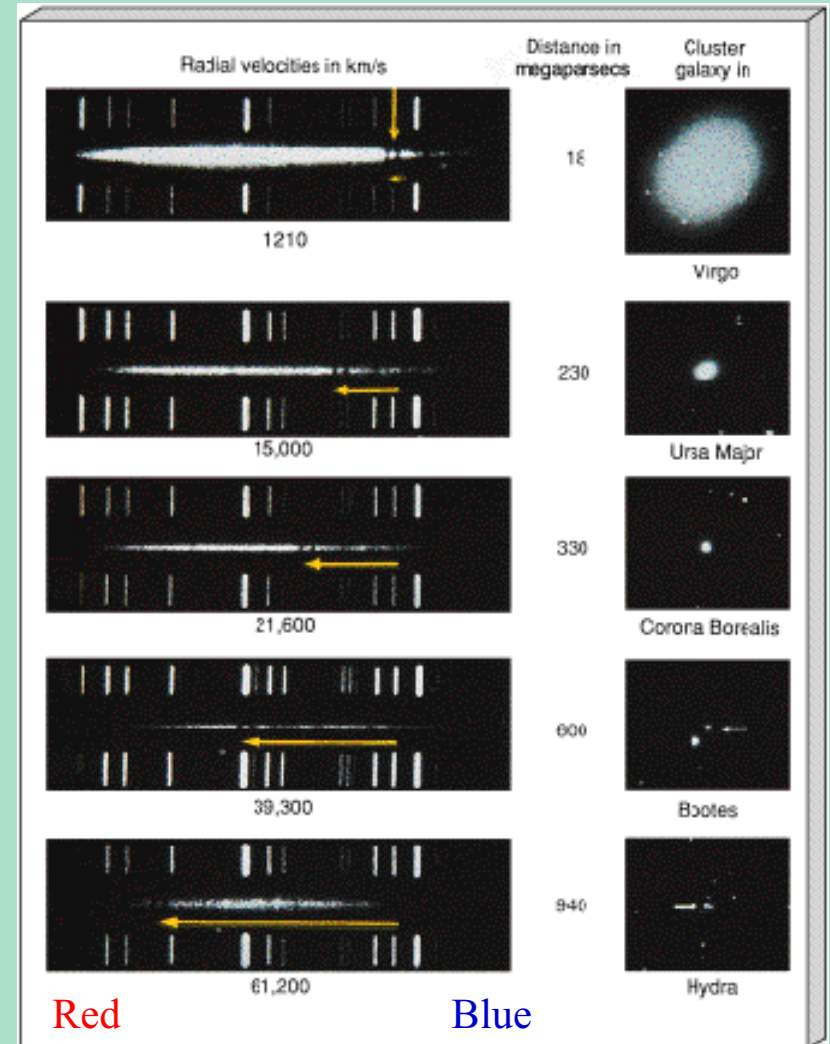 Radial velocities in km/s
Distance in
megaparsecs
Cluster
galaxy in
1210
18
Virgo
15,000
230
Ursa Major
21,600
330
Corona Borealis
39,300
600
Bootes
61,200
940
Hydra
Red
Blue